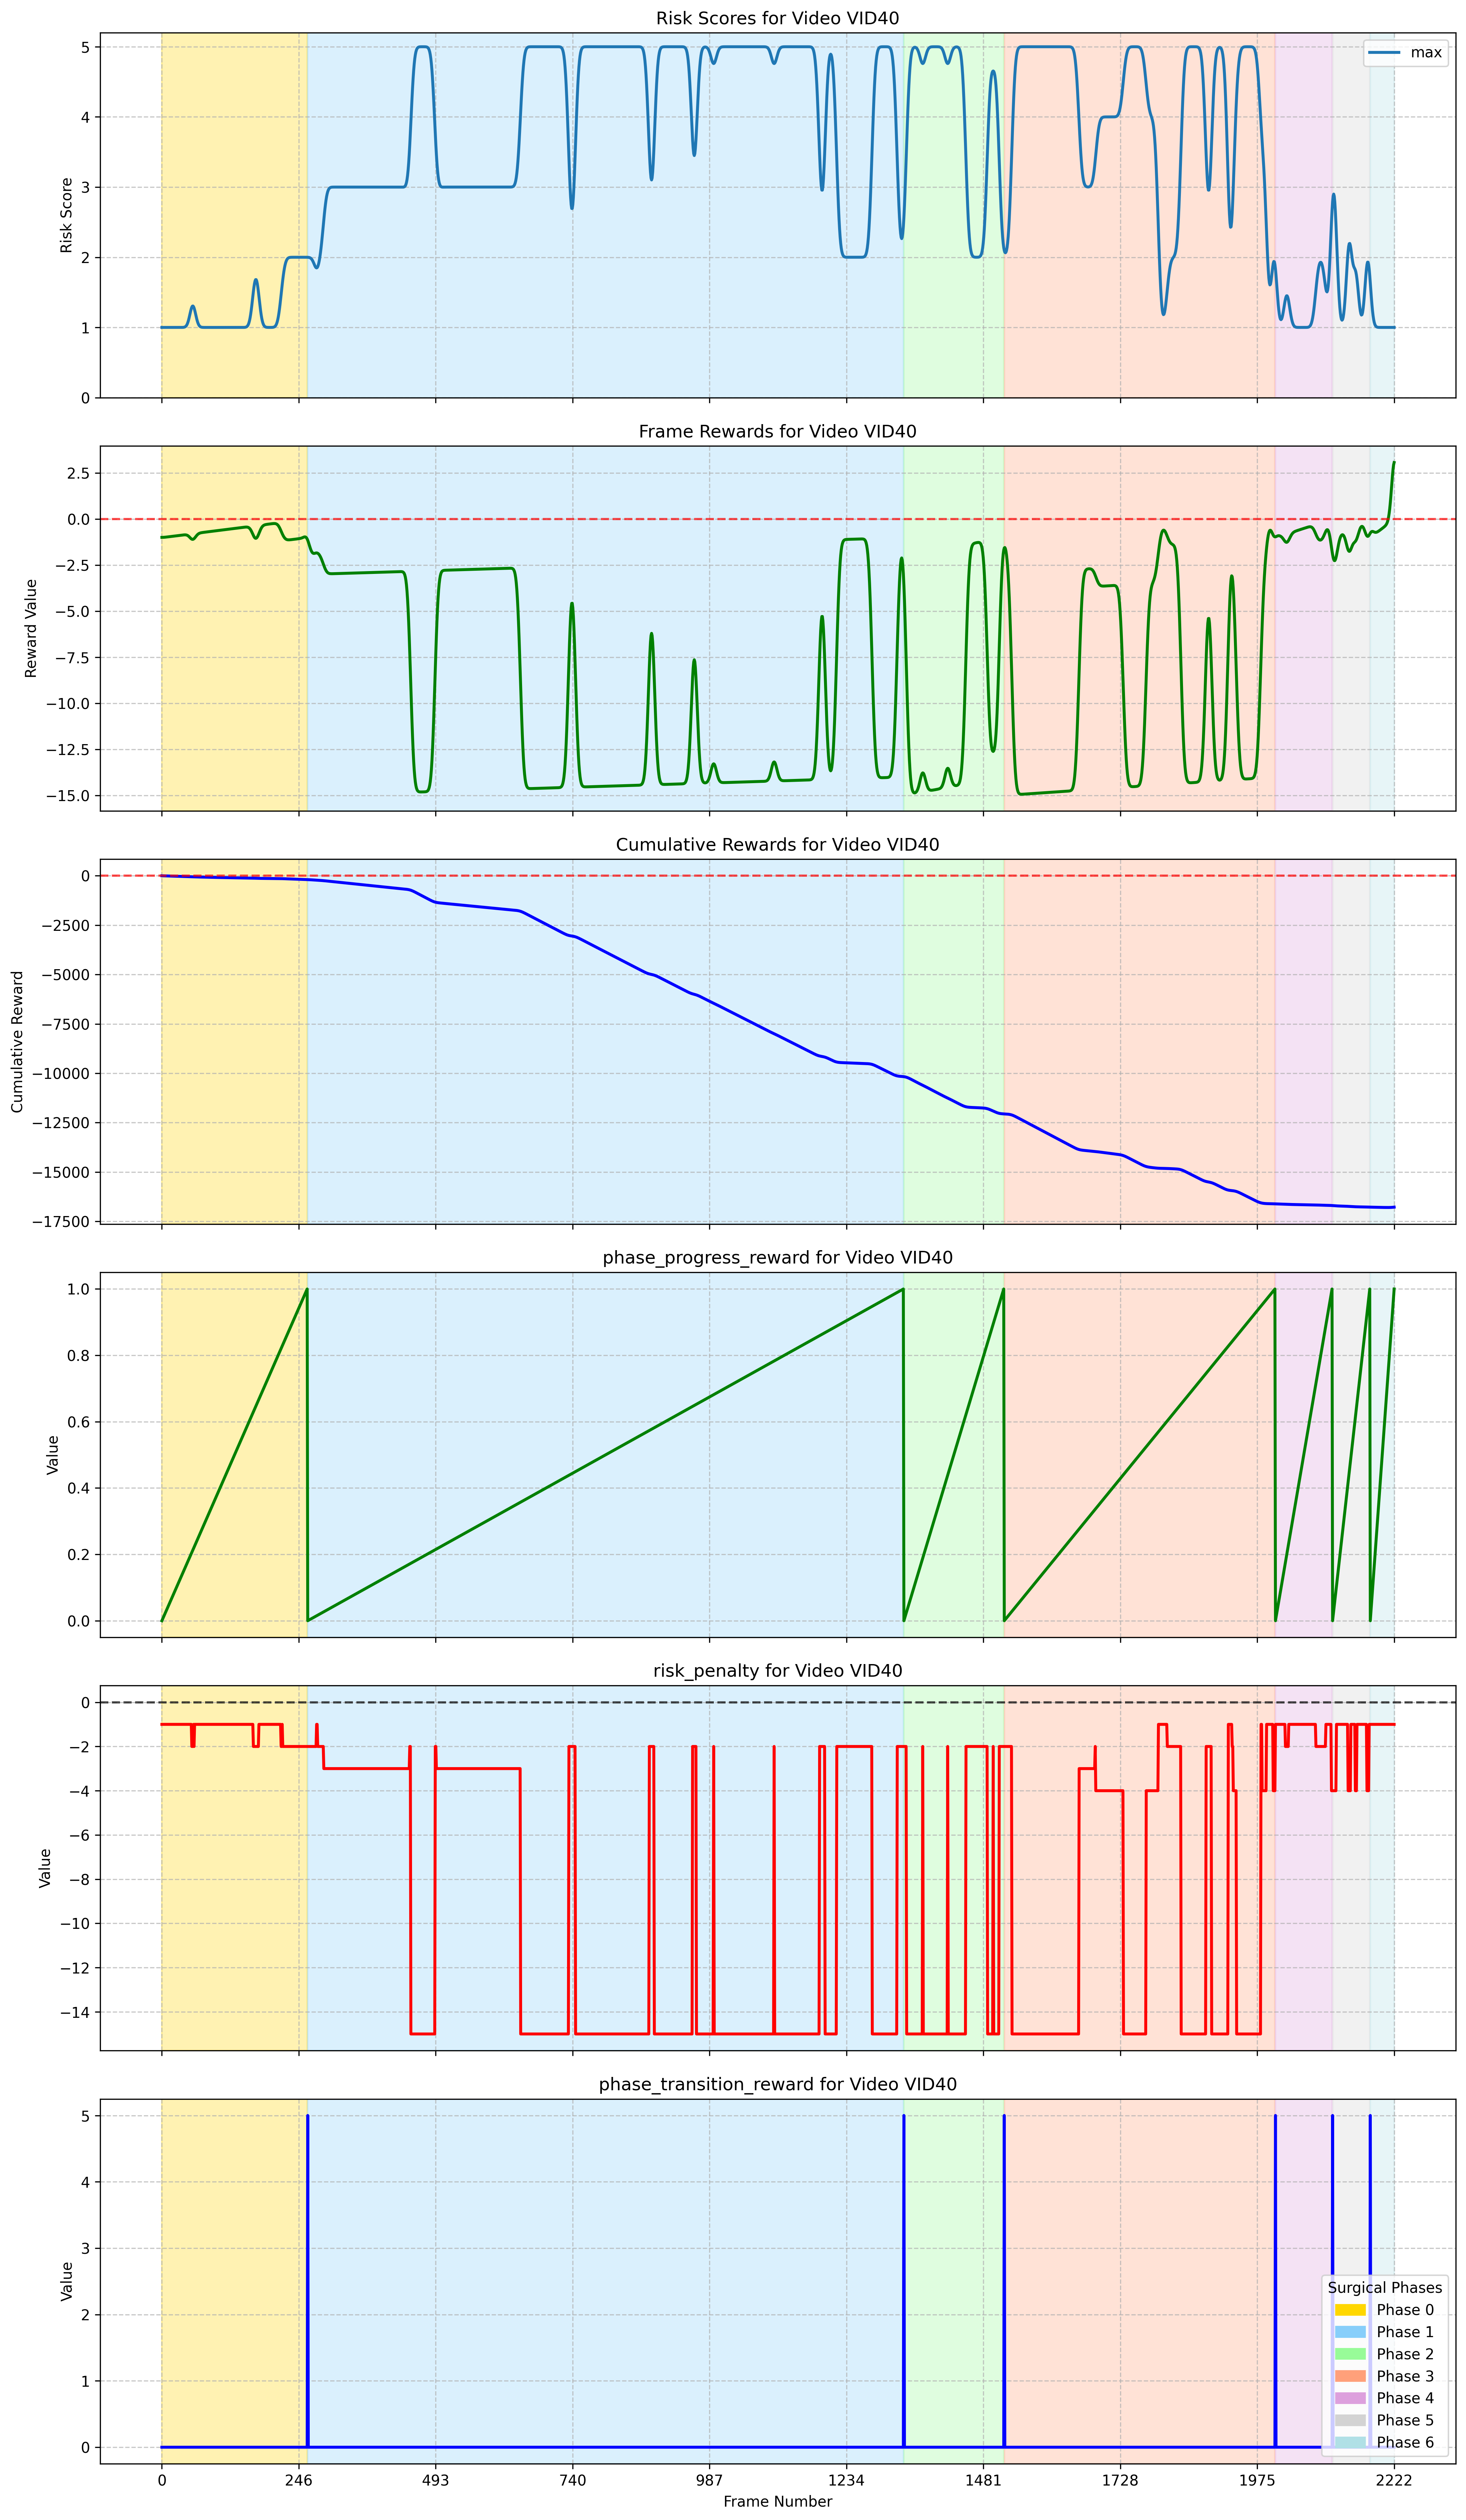 Risk Scores for Video VID40
5
4
3
2
1
0
Risk Score
max
Frame Rewards for Video VID40
2.5
0.0
−2.5
−5.0
−7.5
−10.0
−12.5
−15.0
Reward Value
Cumulative Rewards for Video VID40
0
−2500
−5000
−7500
−10000
−12500
−15000
−17500
Cumulative Reward
phase_progress_reward for Video VID40
1.0
0.8
0.6
0.4
0.2
0.0
Value
risk_penalty for Video VID40
0
−2
−4
−6
−8
−10
−12
−14
Value
phase_transition_reward for Video VID40
5
4
3
2
1
0
Value
Surgical Phases
Phase 0
Phase 1
Phase 2
Phase 3
Phase 4
Phase 5
Phase 6
0 246 493 740 987 1234 1481 1728 1975 2222
Frame Number